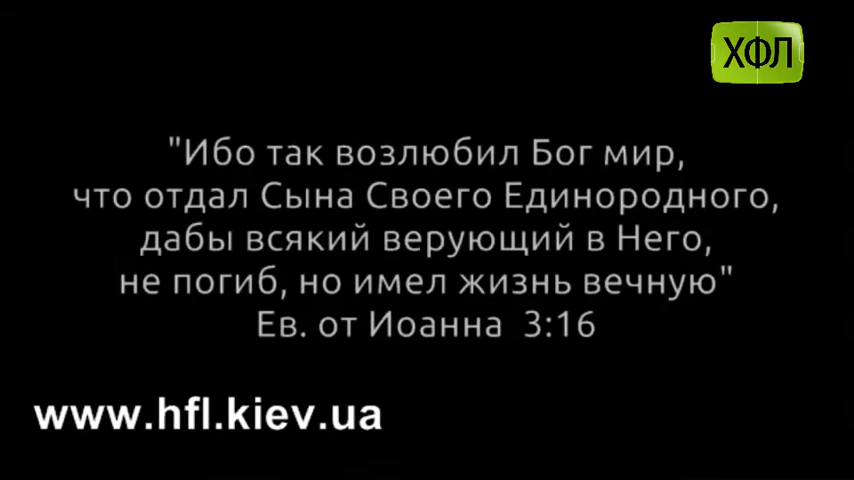 ХФЛ
"Ибо так возлюбил Бог мир,
что отдал Сына Своего Единородного,
дабы всякий верующий в Него,
не погиб, но имел жизнь вечную"
Ев. от Иоанна 3:16
www.hfl.kiev.ua